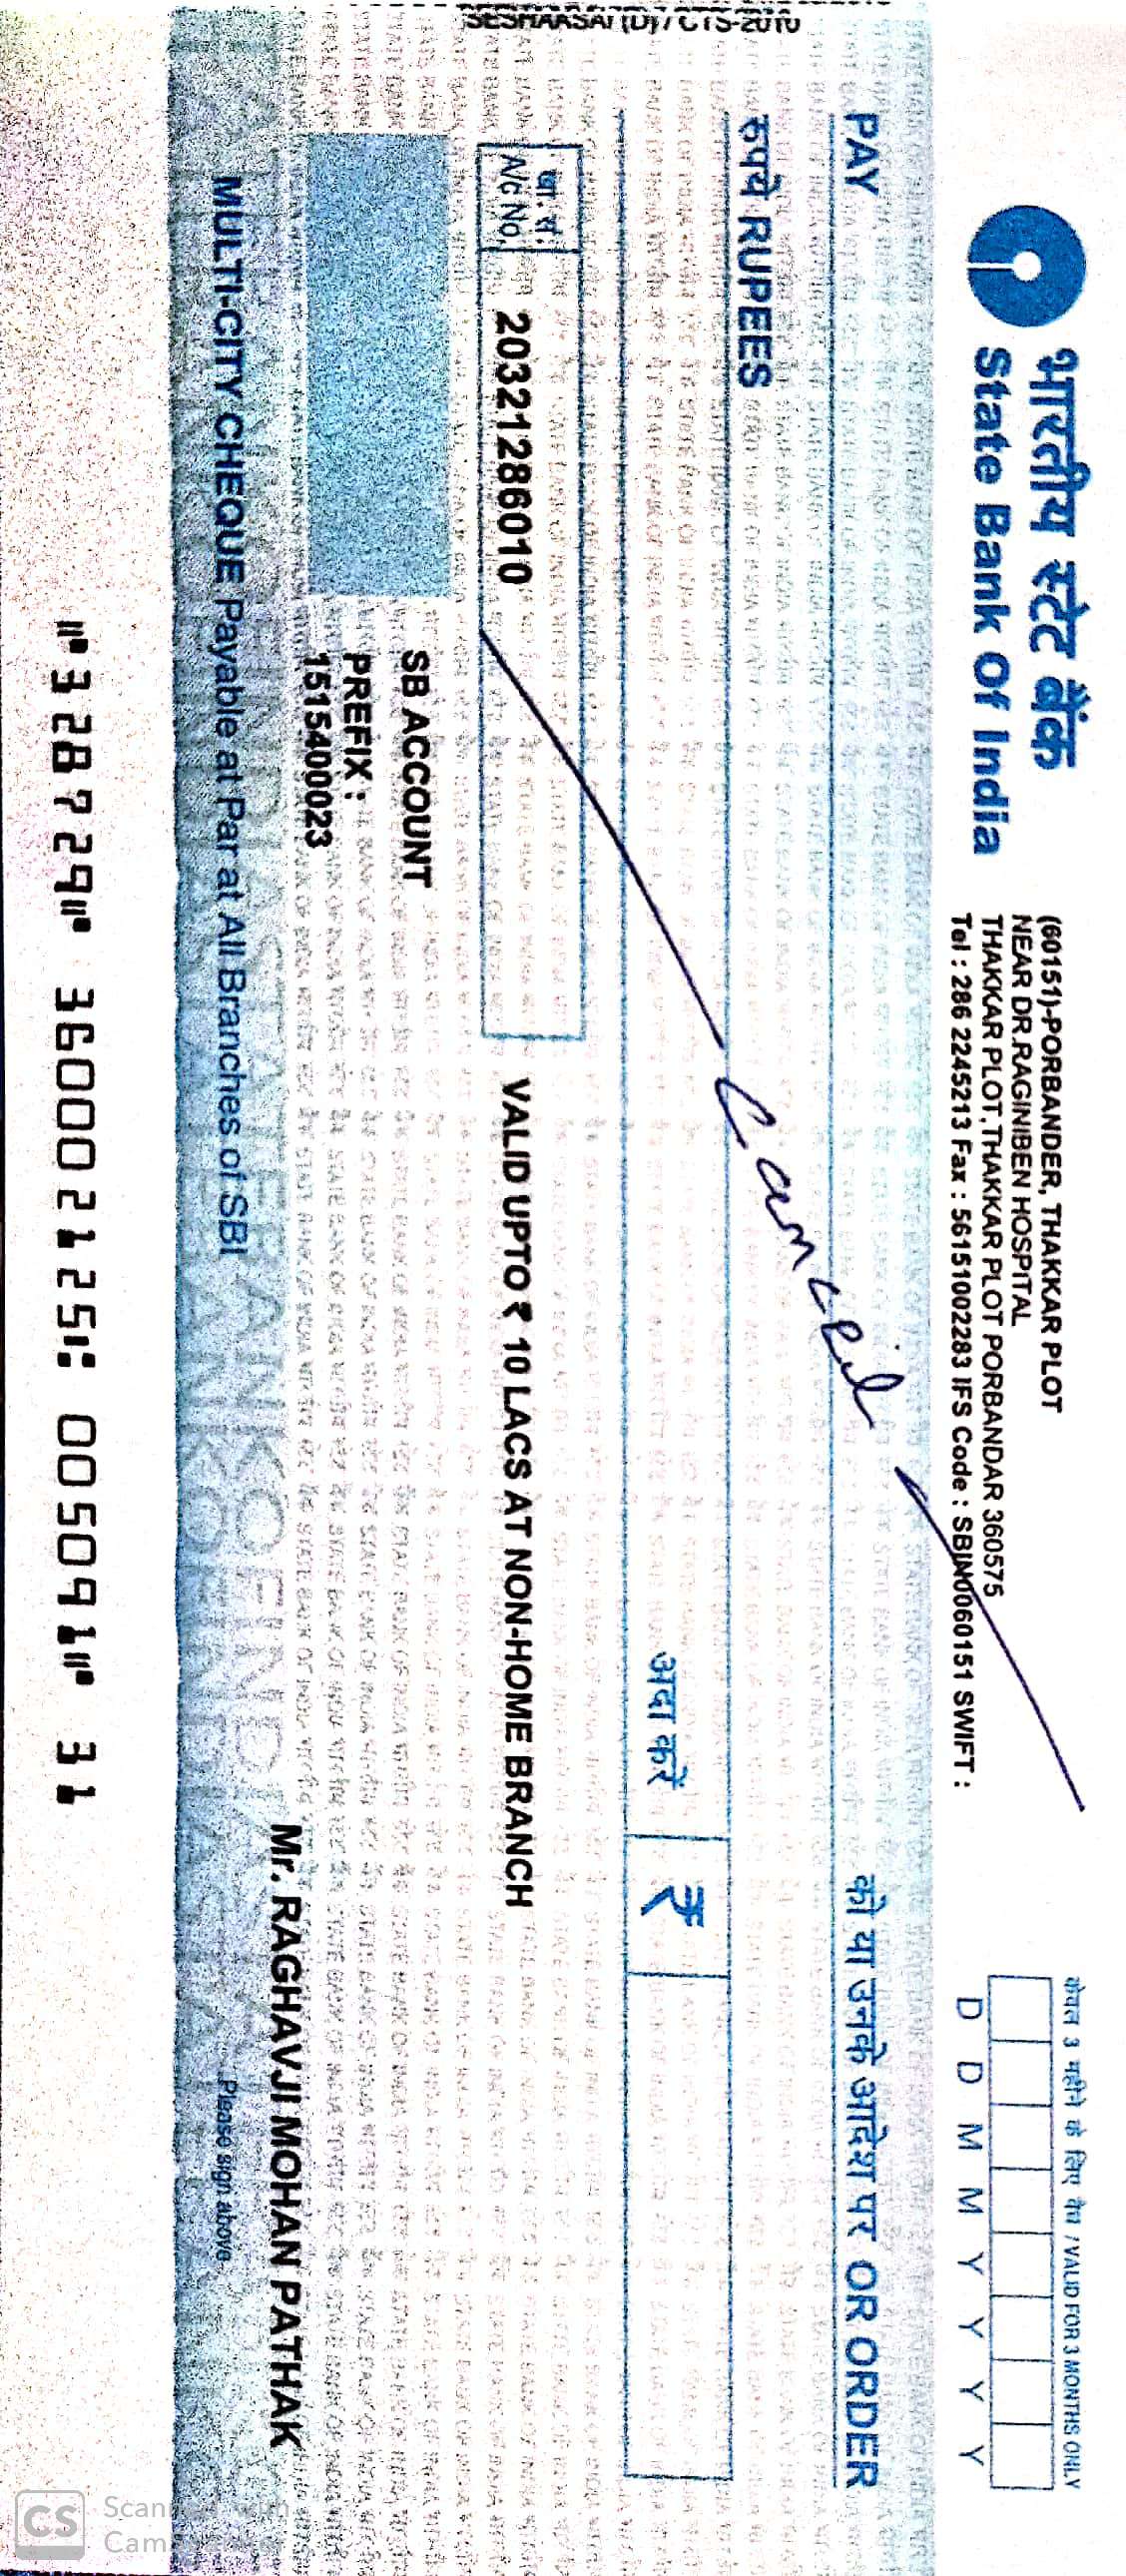 भारतीय स्टेट बैंक
State Bank Of India
(60151)-PORBANDER, THAKKAR PLOT
NEAR DR.RAGINIBEN HOSPITAL
THAKKAR PLOT,THAKKAR PLOT PORBANDAR 360575
Tel : 286 2245213 Fax : 56151002283 IFS Code : SBIN0060151 SWIFT :
केवल 3 महीने के लिए वैध / VALID FOR 3 MONTHS ONLY
D D M M Y Y Y Y
PAY
को या उनके आदेश पर OR ORDER
Cancel
रुपये RUPEES
अदा करें ₹
खा. सं.
A/c No.
20321286010
VALID UPTO ₹ 10 LACS AT NON-HOME BRANCH
SB ACCOUNT
PREFIX :
1515400023
Mr. RAGHAVJI MOHAN PATHAK
MULTI-CITY CHEQUE Payable at Par at All Branches of SBI
Please sign above
⑈328729⑈ 360002125⑆ 005091⑈ 31
SESHAASAI (D) / CTS-2010
CS